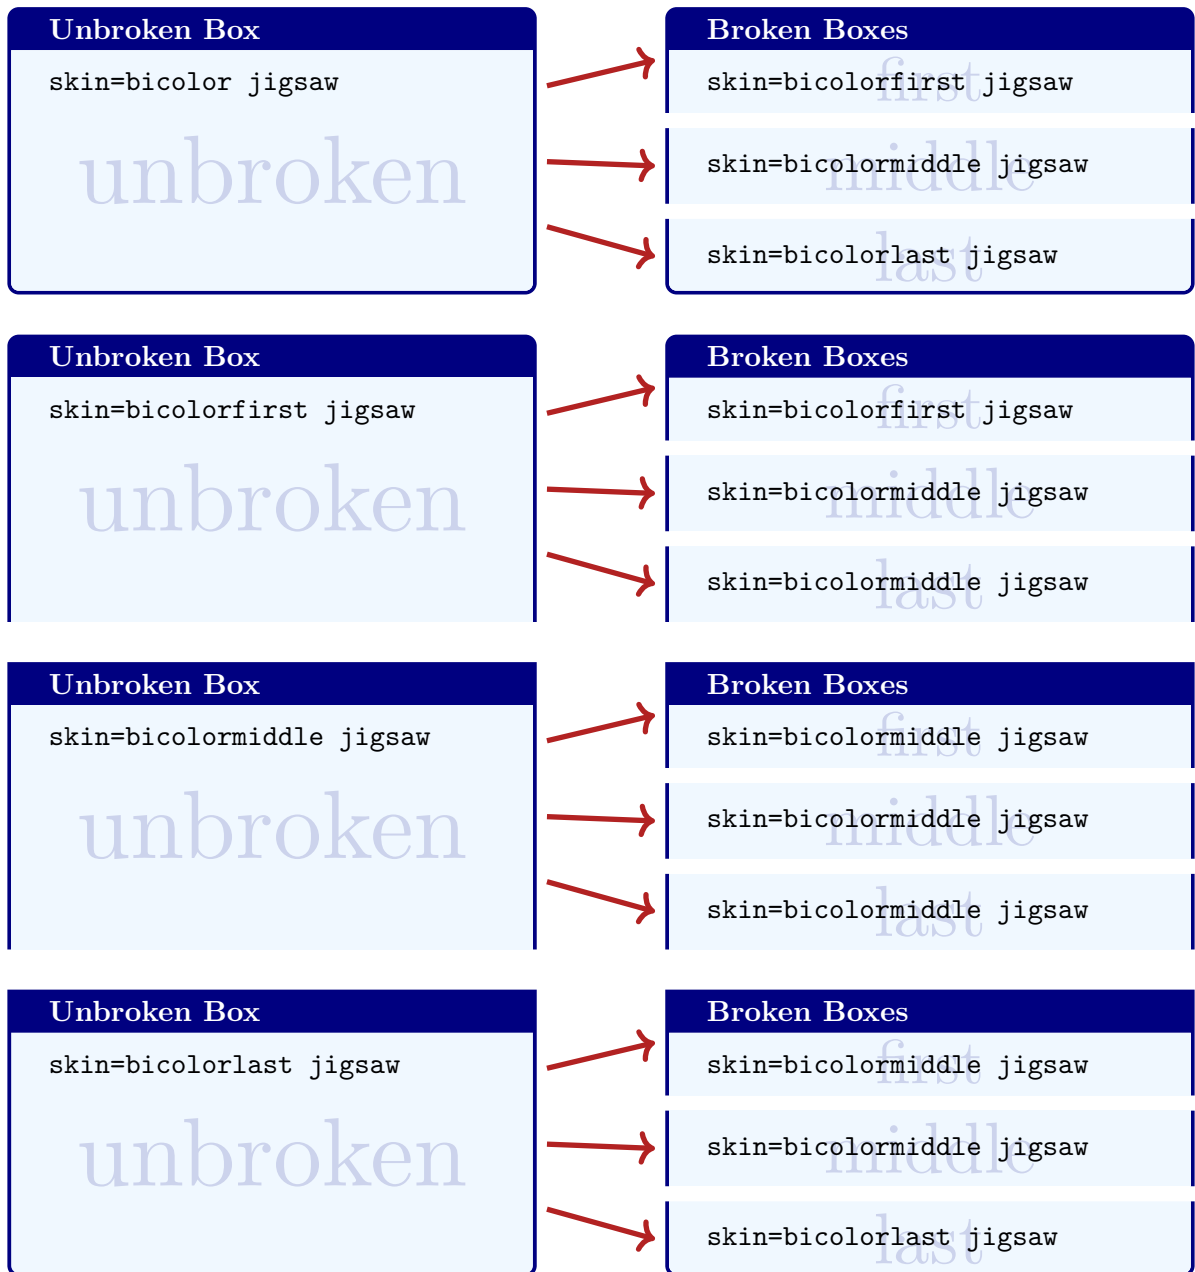 Unbroken Box
skin=bicolor jigsaw
unbroken
Broken Boxes
first
skin=bicolorfirst jigsaw
middle
skin=bicolormiddle jigsaw
last
skin=bicolorlast jigsaw
Unbroken Box
skin=bicolorfirst jigsaw
unbroken
Broken Boxes
first
skin=bicolorfirst jigsaw
middle
skin=bicolormiddle jigsaw
last
skin=bicolormiddle jigsaw
Unbroken Box
skin=bicolormiddle jigsaw
unbroken
Broken Boxes
first
skin=bicolormiddle jigsaw
middle
skin=bicolormiddle jigsaw
last
skin=bicolormiddle jigsaw
Unbroken Box
skin=bicolorlast jigsaw
unbroken
Broken Boxes
first
skin=bicolormiddle jigsaw
middle
skin=bicolormiddle jigsaw
last
skin=bicolorlast jigsaw